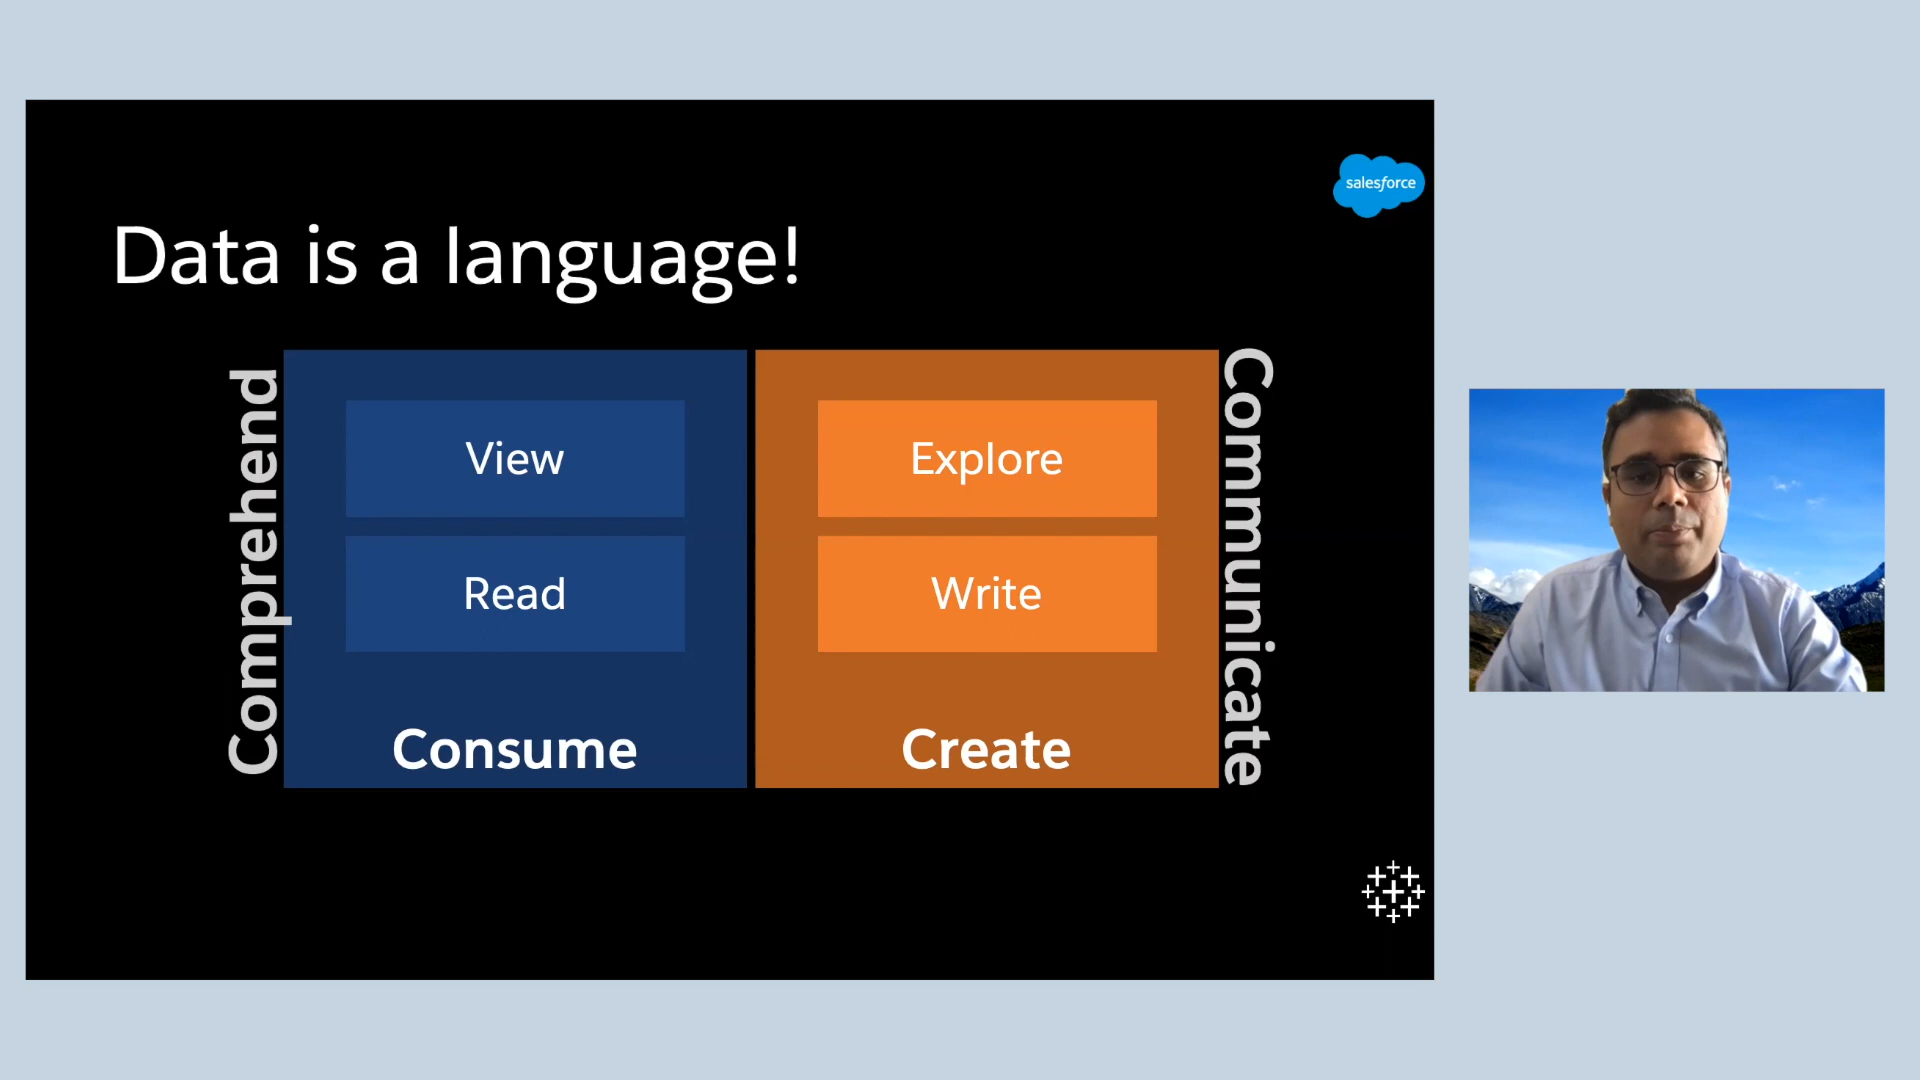 salesforce
Data is a language!
Comprehend
View
Read
Consume
Explore
Write
Create
Communicate